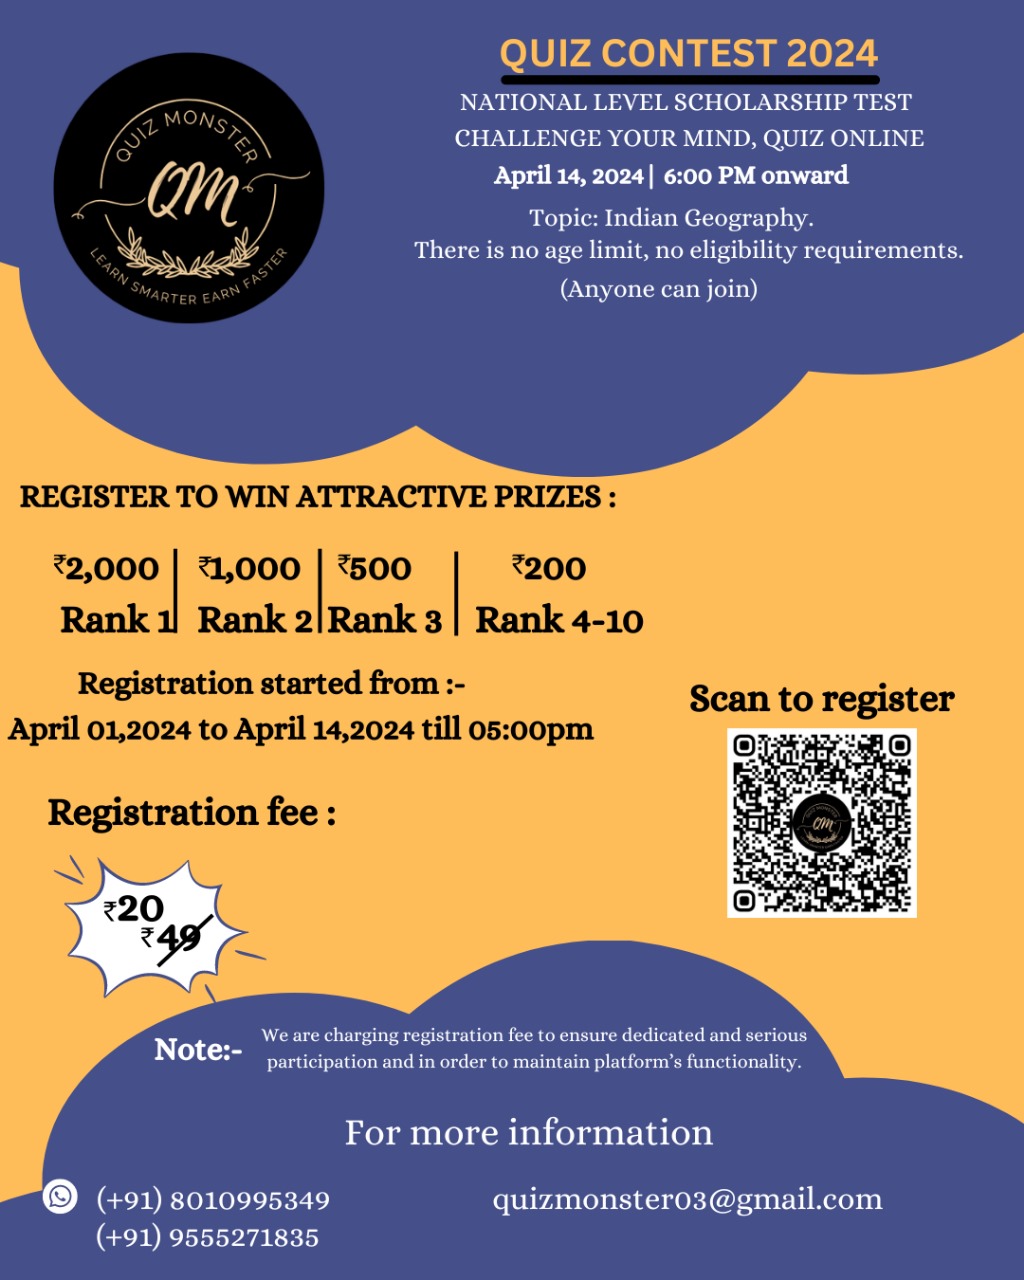 QUIZ MONSTER
QM
LEARN SMARTER EARN FASTER
QUIZ CONTEST 2024
NATIONAL LEVEL SCHOLARSHIP TEST
CHALLENGE YOUR MIND, QUIZ ONLINE
April 14, 2024| 6:00 PM onward
Topic: Indian Geography.
There is no age limit, no eligibility requirements.
(Anyone can join)
REGISTER TO WIN ATTRACTIVE PRIZES :
₹2,000 ₹1,000 ₹500 ₹200
Rank 1 Rank 2 Rank 3 Rank 4-10
Registration started from :-
April 01,2024 to April 14,2024 till 05:00pm
Scan to register
QUIZ MONSTER
QM
Registration fee :
₹20
₹49
Note:- We are charging registration fee to ensure dedicated and serious
participation and in order to maintain platform’s functionality.
For more information
(+91) 8010995349 quizmonster03@gmail.com
(+91) 9555271835